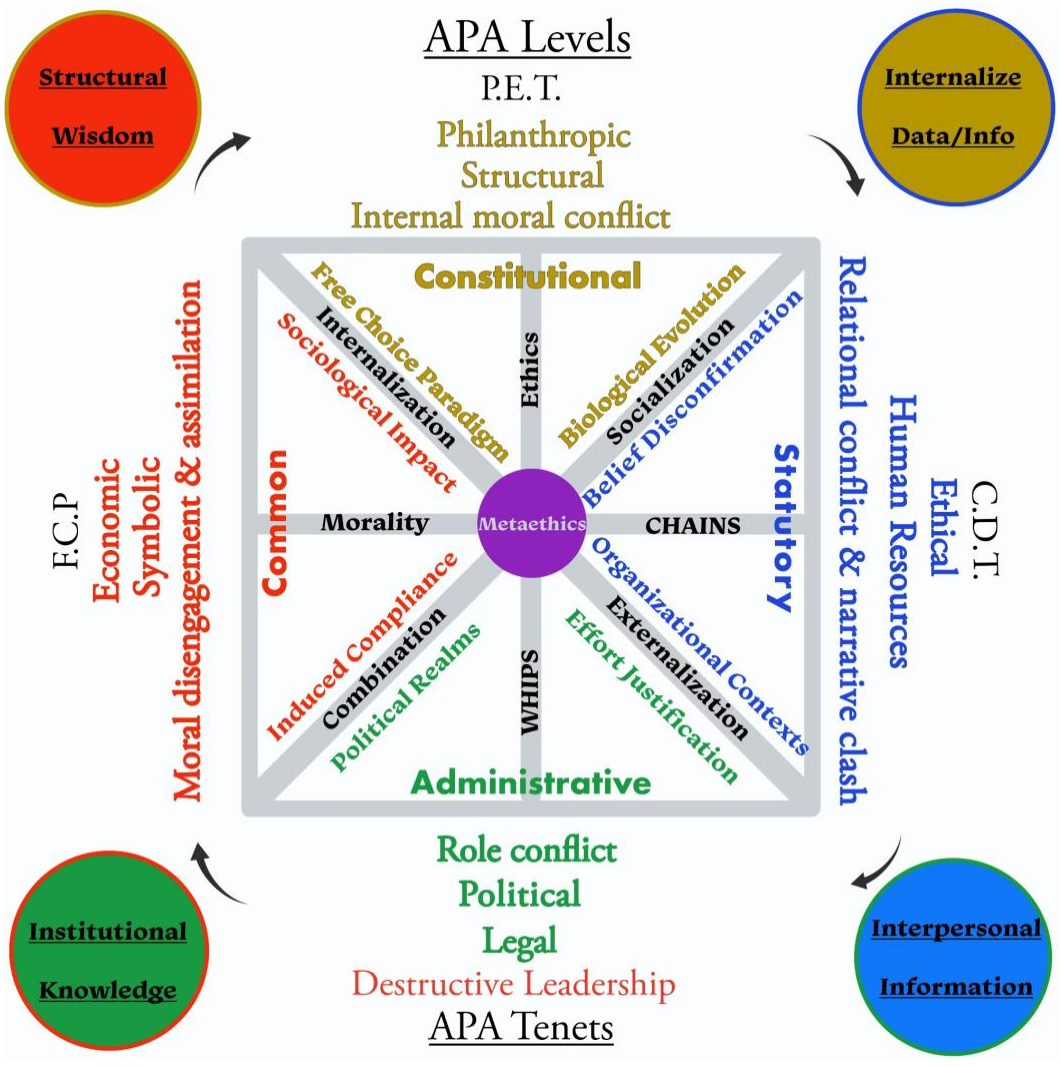 APA Levels
P.E.T.
Philanthropic
Structural
Internal moral conflict
Structural
Wisdom
Internalize
Data/Info
Constitutional
Free Choice Paradigm
Internalization
Sociological Impact
Ethics
Biological Evolution
Socialization
Belief Disconfirmation
F.C.P
Economic
Symbolic
Moral disengagement & assimilation
Common
Morality
Metaethics
CHAINS
Statutory
Relational conflict & narrative clash
Human Resources
Ethical
C.D.T.
Induced Compliance
Combination
Political Realms
WHIPS
Organizational Contexts
Externalization
Effort Justification
Administrative
Role conflict
Political
Legal
Destructive Leadership
APA Tenets
Institutional
Knowledge
Interpersonal
Information